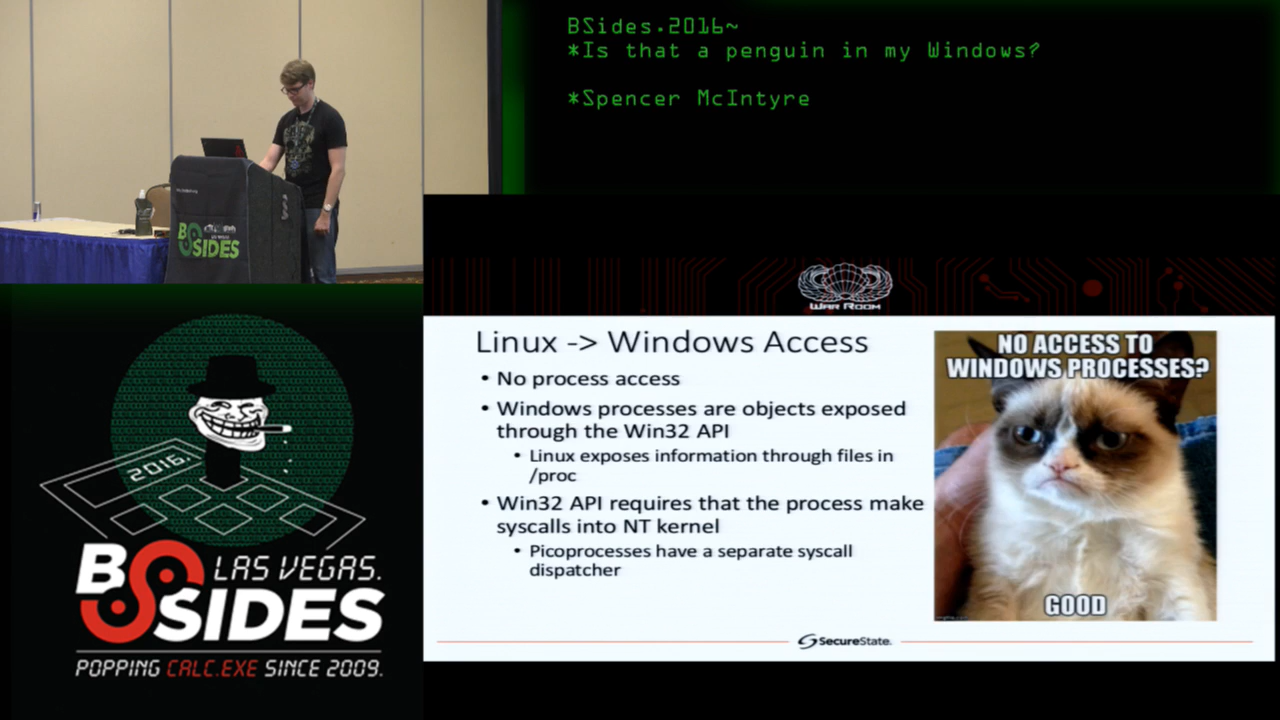 BSides.2016~
*Is that a penguin in my Windows?
*Spencer McIntyre
BSIDES
WAR ROOM
Linux -> Windows Access
• No process access
• Windows processes are objects exposed
through the Win32 API
• Linux exposes information through files in
/proc
• Win32 API requires that the process make
syscalls into NT kernel
• Picoprocesses have a separate syscall
dispatcher
NO ACCESS TO
WINDOWS PROCESSES?
GOOD
SecureState.
2016.
BSIDES
LAS VEGAS.
POPPING CALC.EXE SINCE 2009.